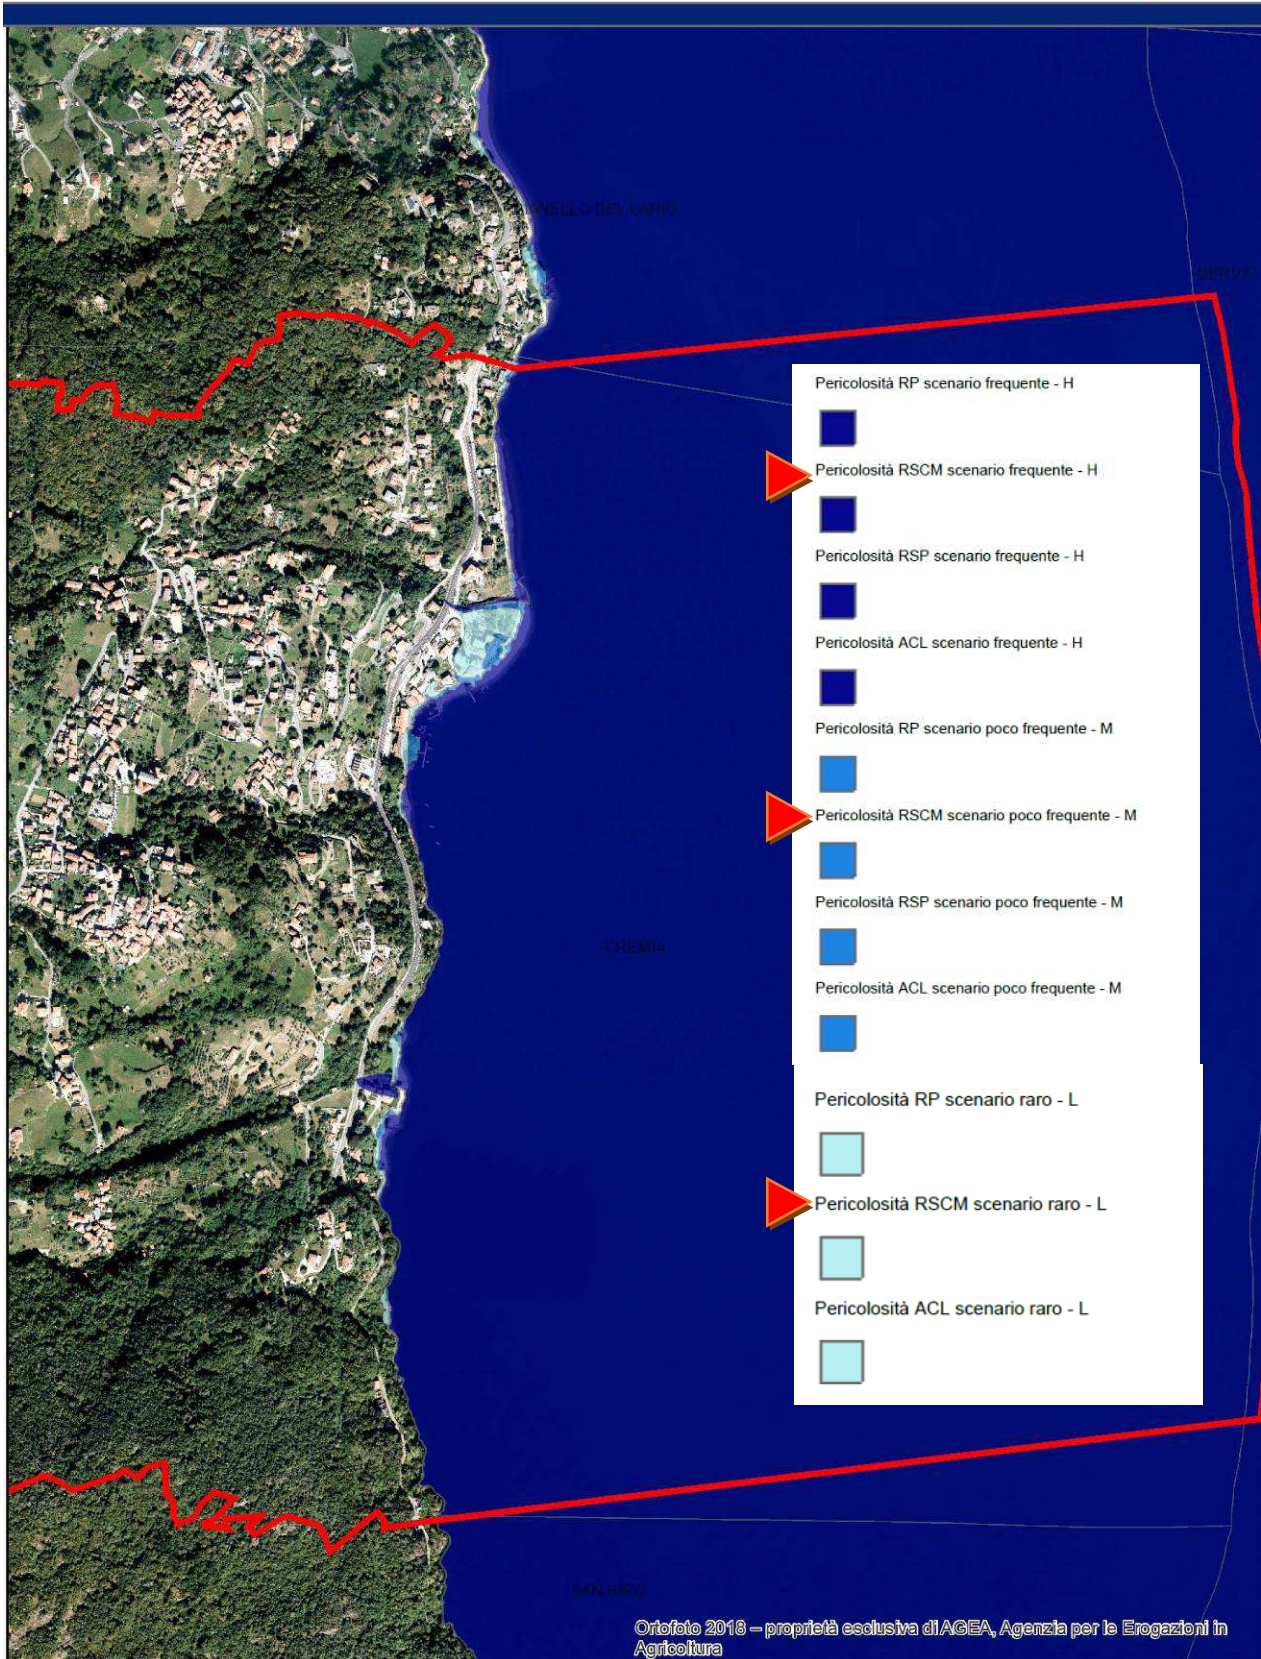 Pericolosità RP scenario frequente - H
Pericolosità RSCM scenario frequente - H
Pericolosità RSP scenario frequente - H
Pericolosità ACL scenario frequente - H
Pericolosità RP scenario poco frequente - M
Pericolosità RSCM scenario poco frequente - M
Pericolosità RSP scenario poco frequente - M
Pericolosità ACL scenario poco frequente - M
Pericolosità RP scenario raro - L
Pericolosità RSCM scenario raro - L
Pericolosità ACL scenario raro - L
DEL LARIO
CREMIA
SAN SIRO
Ortofoto 2018 – proprietà esclusiva di AGEA, Agenzia per le Erogazioni in
Agricoltura